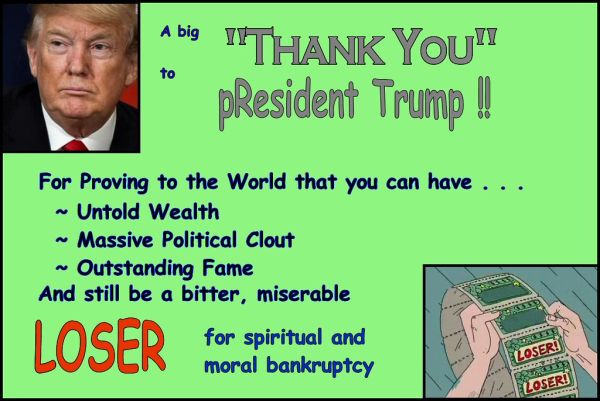 A big "THANK YOU"
to pResident Trump !!
For Proving to the World that you can have . . .
~ Untold Wealth
~ Massive Political Clout
~ Outstanding Fame
And still be a bitter, miserable
LOSER for spiritual and
moral bankruptcy
LOSER!
LOSER!